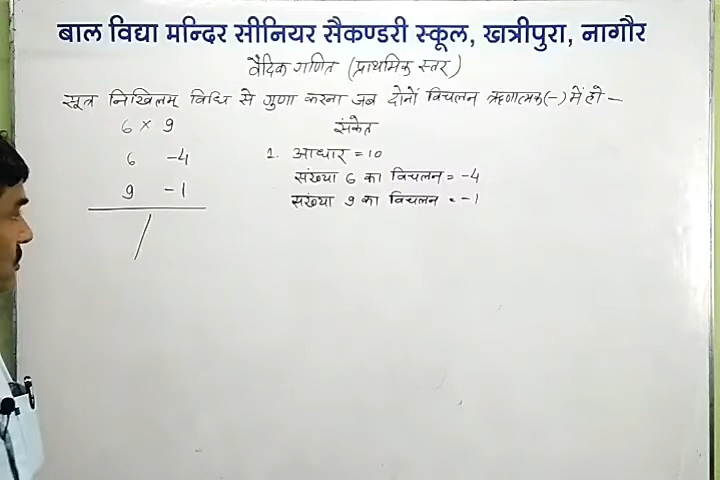 बाल विद्या मन्दिर सीनियर सैकण्डरी स्कूल, खत्रीपुरा, नागौर
वैदिक गणित (प्राथमिक स्तर)
सूत्र निखिलम् विधि से गुणा करना जब दोनों विचलन ऋणात्मक(-) में हो -
6 × 9
6 -4
9 -1
/
संकेत
1. आधार = 10
संख्या 6 का विचलन = -4
संख्या 9 का विचलन = -1